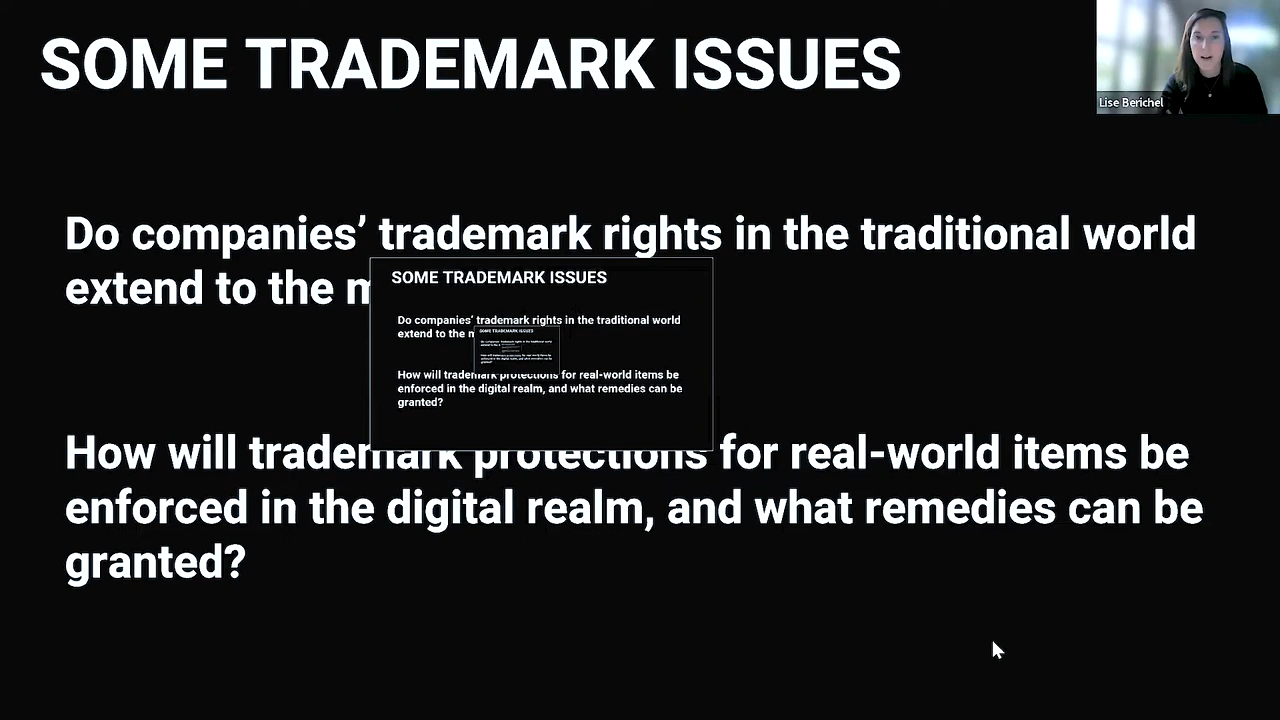 SOME TRADEMARK ISSUES
Lise Berichel
Do companies’ trademark rights in the traditional world
extend to the
SOME TRADEMARK ISSUES
Do companies’ trademark rights in the traditional world
extend to the
SOME TRADEMARK ISSUES
How will trademark protections for real-world items be
enforced in the digital realm, and what remedies can be
granted?
How will trademark protections for real-world items be
enforced in the digital realm, and what remedies can be
granted?